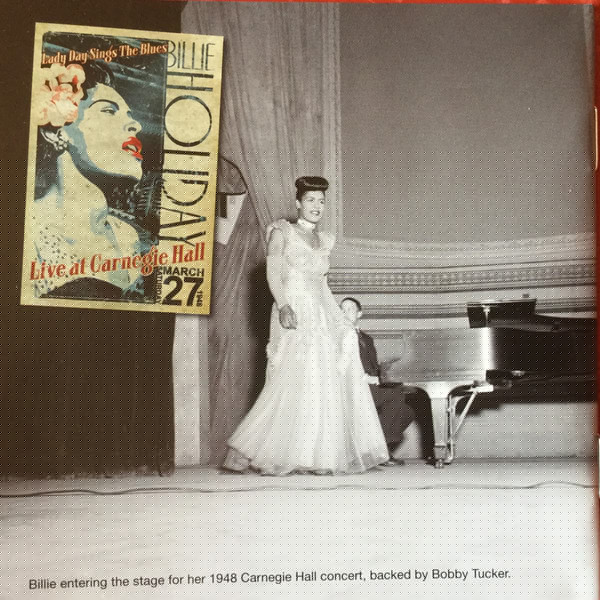 Lady Day Sings The Blues
BILLIE
HOLIDAY
Live at Carnegie Hall
SATURDAY
MARCH
27
1948
Billie entering the stage for her 1948 Carnegie Hall concert, backed by Bobby Tucker.